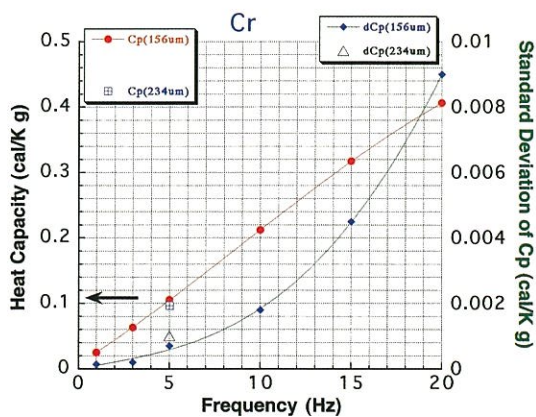 Cr
Cp(156um)
Cp(234um)
dCp(156um)
dCp(234um)
Heat Capacity (cal/K g)
0.5
0.4
0.3
0.2
0.1
0
0 5 10 15 20
Frequency (Hz)
0.01
0.008
0.006
0.004
0.002
0
Standard Deviation of Cp (cal/K g)